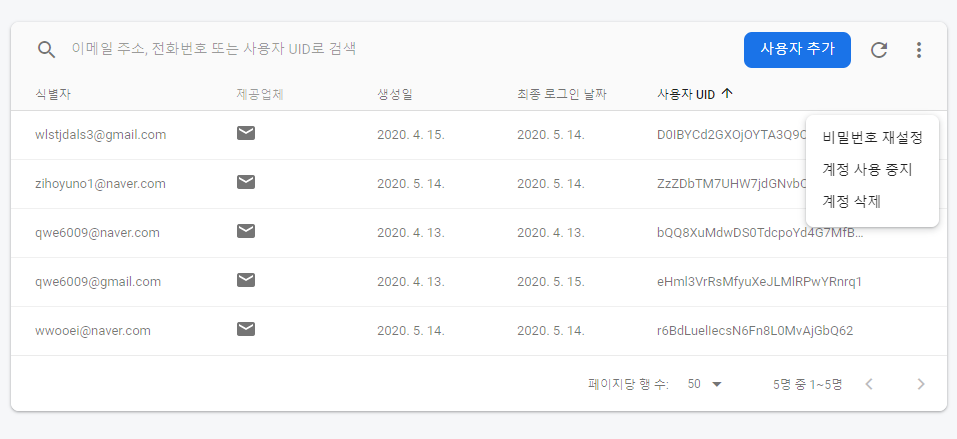 이메일 주소, 전화번호 또는 사용자 UID로 검색 사용자 추가
식별자 제공업체 생성일 최종 로그인 날짜 사용자 UID
wlstjdals3@gmail.com 2020. 4. 15. 2020. 5. 14.
비밀번호 재설정
zihoyuno1@naver.com 2020. 4. 14. 2020. 5. 14.
계정 사용 중지
계정 삭제
qwe6009@naver.com 2020. 4. 13. 2020. 4. 13. bQQ8XuMdwDS0TdcpoYd4G7MfB...
qwe6009@gmail.com 2020. 4. 13. 2020. 5. 15. eHml3VrRsMfyuXeJLMlRPwYRnrq1
wwooei@naver.com 2020. 5. 14. 2020. 5. 14. r6BdLuelIecsN6Fn8L0MvAjGbQ62
페이지당 행 수: 50 5명 중 1~5명